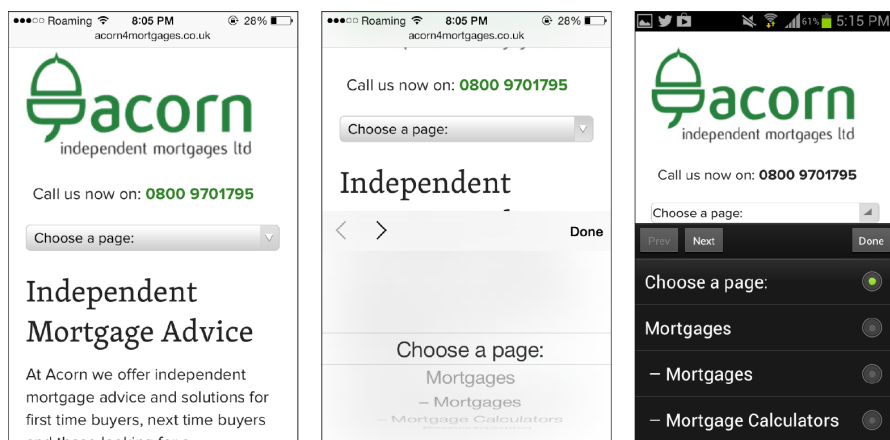 Roaming 8:05 PM 28%
acorn4mortgages.co.uk
acorn
independent mortgages ltd
Call us now on: 0800 9701795
Choose a page:
Independent
Mortgage Advice
At Acorn we offer independent
mortgage advice and solutions for
first time buyers, next time buyers
Roaming 8:05 PM 28%
acorn4mortgages.co.uk
Call us now on: 0800 9701795
Choose a page:
Independent
Done
Choose a page:
Mortgages
– Mortgages
– Mortgage Calculators
61% 5:15 PM
acorn
independent mortgages ltd
Call us now on: 0800 9701795
Choose a page:
Prev Next Done
Choose a page:
Mortgages
– Mortgages
– Mortgage Calculators